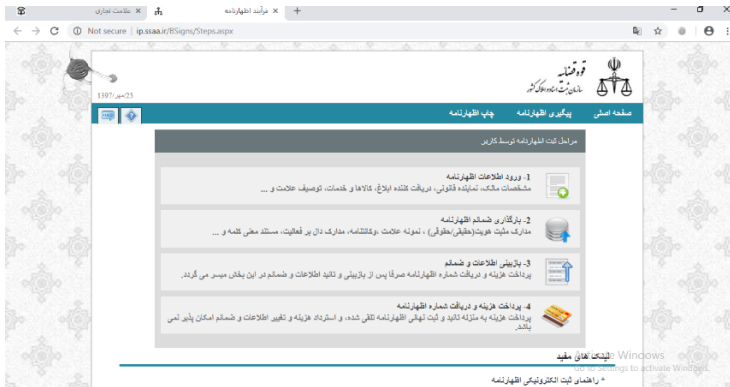 علامت تجاری
فرآیند اظهارنامه
Not secure | ip.ssaa.ir/BSigns/Steps.aspx
قوه قضاییه
سازمان ثبت اسناد و املاک کشور
25/مهر/1397
صفحه اصلی
پیگیری اظهارنامه
چاپ اظهارنامه
مراحل ثبت اظهارنامه توسط کاربر
1- ورود اطلاعات اظهارنامه
مشخصات مالک، نماینده قانونی، دریافت کننده ابلاغ، کالاها و خدمات، توصیف علامت و ...
2- بارگذاری ضمائم اظهارنامه
مدارک مثبت هویت(حقیقی/حقوقی) ، نمونه علامت ،وکالتنامه، مدارک دال بر فعالیت، مستند معنی کلمه و ...
3- بازبینی اطلاعات و ضمائم
پرداخت هزینه و دریافت شماره اظهارنامه صرفا پس از بازبینی و تائید اطلاعات و ضمائم در این بخش میسر می گردد.
4- پرداخت هزینه و دریافت شماره اظهارنامه
پرداخت هزینه به منزله تائید و ثبت نهائی اظهارنامه تلقی شده، و استرداد هزینه و تغییر اطلاعات و ضمائم امکان پذیر نمی
باشد.
لینک های مفید
Activate Windows
Go to Settings to activate Windows.
* راهنمای ثبت الکترونیکی اظهارنامه